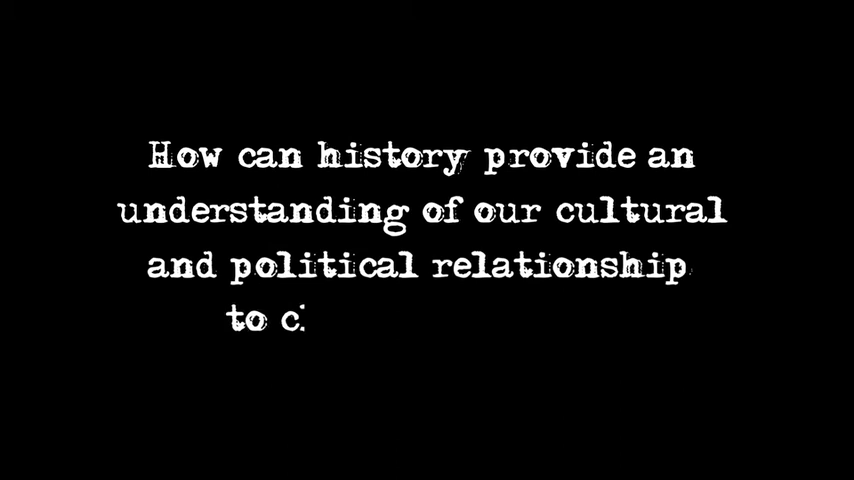 How can history provide an
understanding of our cultural
and political relationship
to